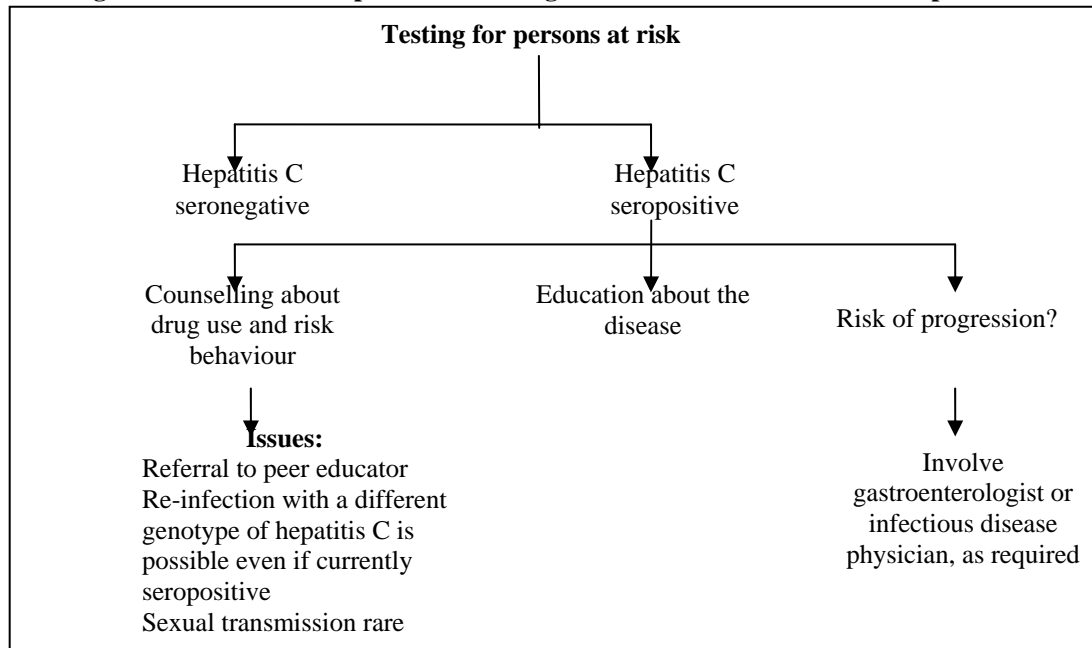 Testing for persons at risk
Hepatitis C
seronegative
Hepatitis C
seropositive
Counselling about
drug use and risk
behaviour
Education about the
disease
Risk of progression?
Issues:
Referral to peer educator
Re-infection with a different
genotype of hepatitis C is
possible even if currently
seropositive
Sexual transmission rare
Involve
gastroenterologist or
infectious disease
physician, as required